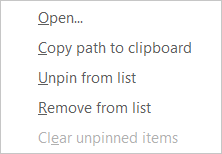 Open...
Copy path to clipboard
Unpin from list
Remove from list
Clear unpinned items